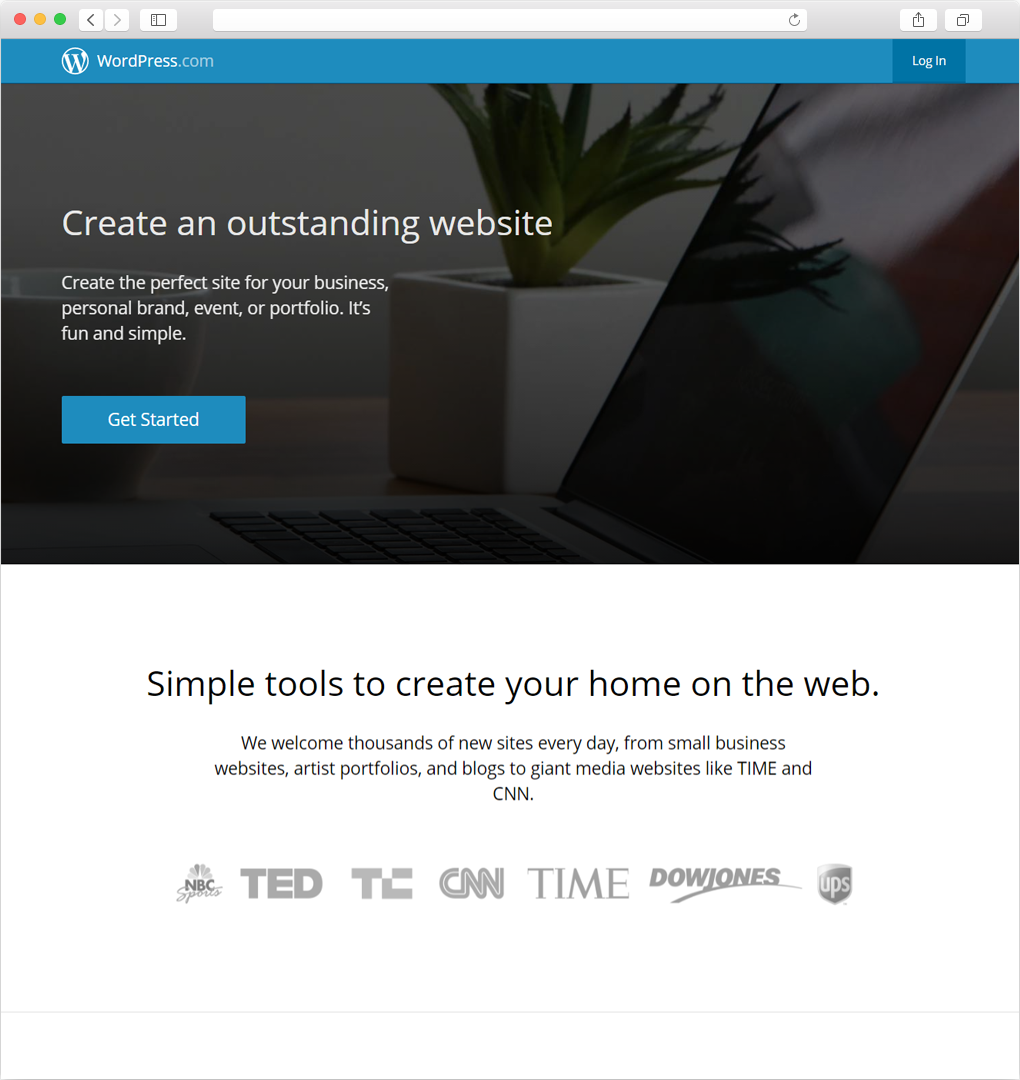 WordPress.com
Log In
Create an outstanding website
Create the perfect site for your business,
personal brand, event, or portfolio. It’s
fun and simple.
Get Started
Simple tools to create your home on the web.
We welcome thousands of new sites every day, from small business
websites, artist portfolios, and blogs to giant media websites like TIME and
CNN.
NBC Sports TED TC CNN TIME DOWJONES ups